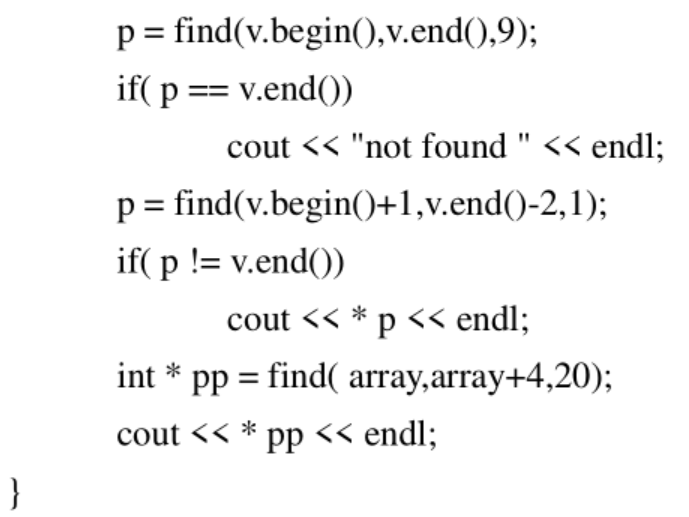 p = find(v.begin(),v.end(),9);
if( p == v.end())
cout << "not found " << endl;
p = find(v.begin()+1,v.end()-2,1);
if( p != v.end())
cout << * p << endl;
int * pp = find( array,array+4,20);
cout << * pp << endl;
}